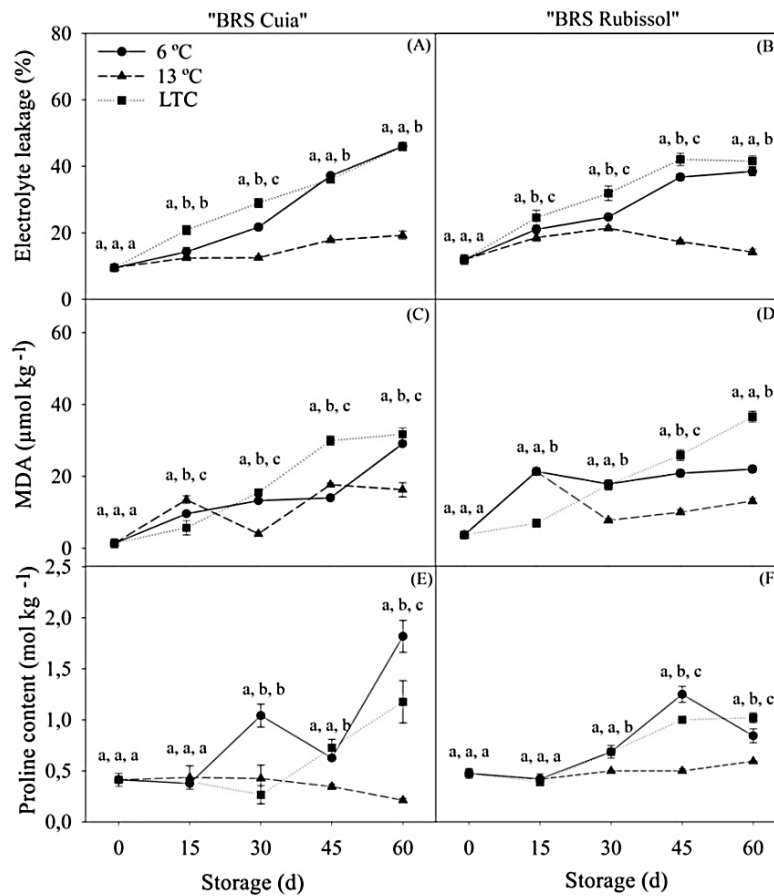 "BRS Cuia" "BRS Rubissol"
Electrolyte leakage (%)
80
60
40
20
0
6 ºC
13 ºC
LTC
(A)
a, a, a
a, b, b
a, b, c
a, a, b
a, a, b
(B)
a, a, a
a, b, c
a, b, c
a, b, c
a, a, b
MDA (µmol kg -1)
60
40
20
0
(C)
a, a, a
a, b, c
a, b, c
a, b, c
a, b, c
(D)
a, a, a
a, a, b
a, a, b
a, b, c
a, a, b
Proline content (mol kg -1)
2,5
2,0
1,5
1,0
0,5
0,0
(E)
a, a, a
a, a, a
a, b, b
a, a, b
a, b, c
(F)
a, a, a
a, a, a
a, a, b
a, b, c
a, b, c
0 15 30 45 60 0 15 30 45 60
Storage (d) Storage (d)